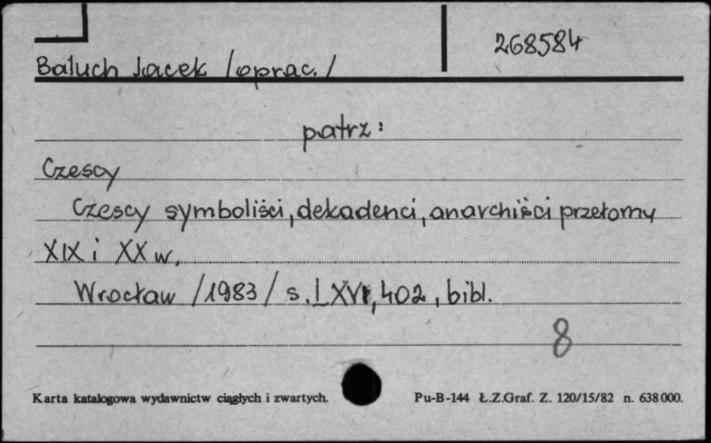 268584
Baluch Jacek /oprac./
patrz:
Czescy
Czescy symboliści, dekadenci, anarchiści przełomy
XIX i XX w.
Wrocław /1983/ s. LXVI, 402, bibl.
8
Karta katalogowa wydawnictw ciągłych i zwartych. Pu-B-144 Ł.Z.Graf. Z. 120/15/82 n. 638000.